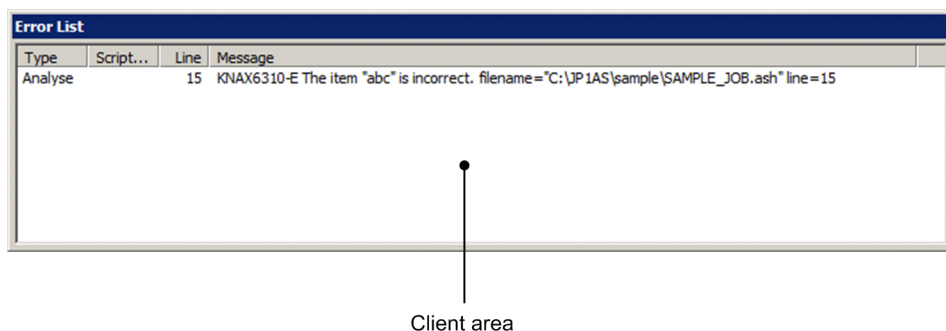 Error List
Type Script... Line Message
Analyse 15 KNAX6310-E The item "abc" is incorrect. filename="C:\JP1AS\sample\SAMPLE_JOB.ash" line=15
Client area